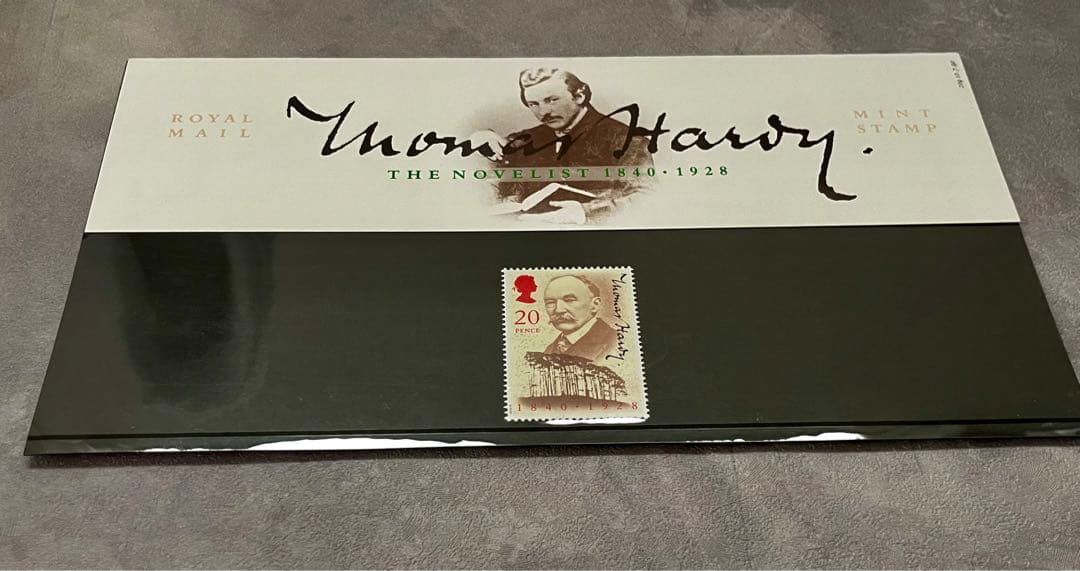 ROYAL
MAIL
Thomas Hardy.
MINT
STAMP
THE NOVELIST 1840·1928
20
PENCE
Thomas Hardy.
1840·1928